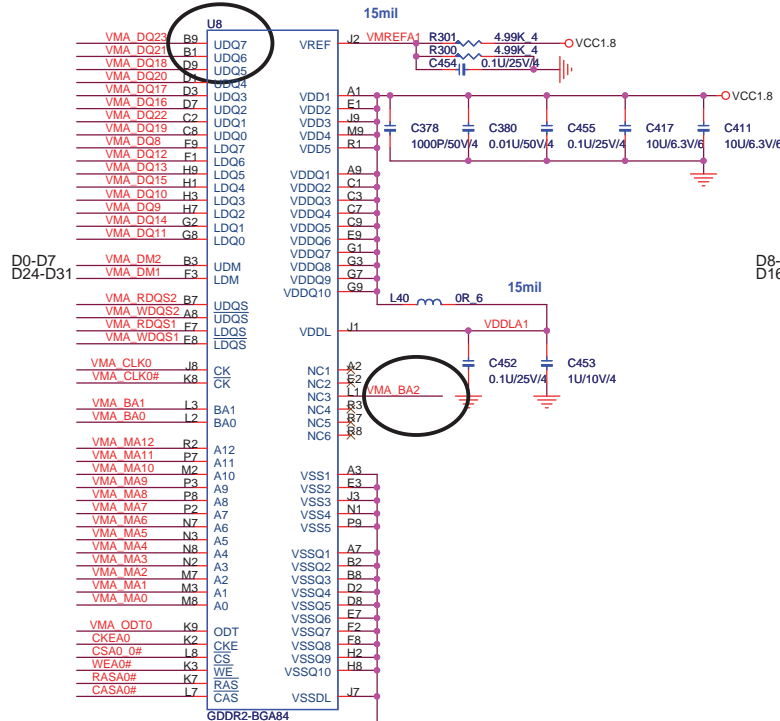 U8
15mil
VMA_DQ23 B9 UDQ7 VREF J2 VMREFA1 R301 4.99K_4 VCC1.8
VMA_DQ21 B1 UDQ6 R300 4.99K_4
VMA_DQ18 D9 UDQ5 C454 0.1U/25V/4
VMA_DQ20 D1
VMA_DQ17 D3 UDQ3 VDD1 A1 VCC1.8
VMA_DQ16 D7 UDQ2 VDD2 E1
VMA_DQ22 C2 UDQ1 VDD3 J9 C378 C380 C455 C417 C411
VMA_DQ19 C8 UDQ0 VDD4 M9 1000P/50V/4 0.01U/50V/4 0.1U/25V/4 10U/6.3V/6 10U/6.3V/6
VMA_DQ8 F9 LDQ7 VDD5 R1
VMA_DQ12 F1 LDQ6
VMA_DQ13 H9 LDQ5 VDDQ1 A9
VMA_DQ15 H1 LDQ4 VDDQ2 C1
VMA_DQ10 H3 LDQ3 VDDQ3 C3
VMA_DQ9 H7 LDQ2 VDDQ4 C7
VMA_DQ14 G2 LDQ1 VDDQ5 C9
VMA_DQ11 G8 LDQ0 VDDQ6 E9
VDDQ7 G1
D0-D7 VMA_DM2 B3 UDM VDDQ8 G3 D8-
D24-D31 VMA_DM1 F3 LDM VDDQ9 G7 D16
VDDQ10 G9
15mil
VMA_RDQS2 B7 UDQS L40 0R_6
VMA_WDQS2 A8 UDQS
VMA_RDQS1 F7 LDQS VDDL J1 VDDLA1
VMA_WDQS1 E8 LDQS
VMA_CLK0 J8 CK NC1 A2 C452 C453
VMA_CLK0# K8 CK NC2 E2 0.1U/25V/4 1U/10V/4
NC3 L1 VMA_BA2
VMA_BA1 L3 BA1 NC4 R3
VMA_BA0 L2 BA0 NC5 R7
NC6 R8
VMA_MA12 R2 A12
VMA_MA11 P7 A11
VMA_MA10 M2 A10 VSS1 A3
VMA_MA9 P3 A9 VSS2 E3
VMA_MA8 P8 A8 VSS3 J3
VMA_MA7 P2 A7 VSS4 N1
VMA_MA6 N7 A6 VSS5 P9
VMA_MA5 N3 A5
VMA_MA4 N8 A4 VSSQ1 A7
VMA_MA3 N2 A3 VSSQ2 B2
VMA_MA2 M7 A2 VSSQ3 B8
VMA_MA1 M3 A1 VSSQ4 D2
VMA_MA0 M8 A0 VSSQ5 D8
VSSQ6 E7
VMA_ODT0 K9 ODT VSSQ7 F2
CKEA0 K2 CKE VSSQ8 F8
CSA0_0# L8 CS VSSQ9 H2
WEA0# K3 WE VSSQ10 H8
RASA0# K7 RAS
CASA0# L7 CAS VSSDL J7
GDDR2-BGA84